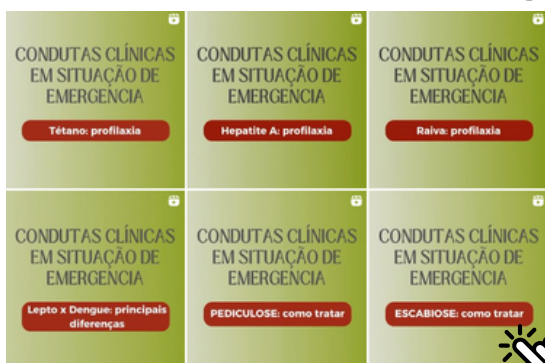 CONDUTAS CLÍNICAS
EM SITUAÇÃO DE
EMERGENCIA
Tétano: profilaxia
CONDUTAS CLÍNICAS
EM SITUAÇÃO DE
EMERGENCIA
Hepatite A: profilaxia
CONDUTAS CLÍNICAS
EM SITUAÇÃO DE
EMERGENCIA
Raiva: profilaxia
CONDUTAS CLÍNICAS
EM SITUAÇÃO DE
EMERGENCIA
Lepto x Dengue: principais
diferenças
CONDUTAS CLÍNICAS
EM SITUAÇÃO DE
EMERGENCIA
PEDICULOSE: como tratar
CONDUTAS CLÍNICAS
EM SITUAÇÃO DE
EMERGENCIA
ESCABIOSE: como tratar